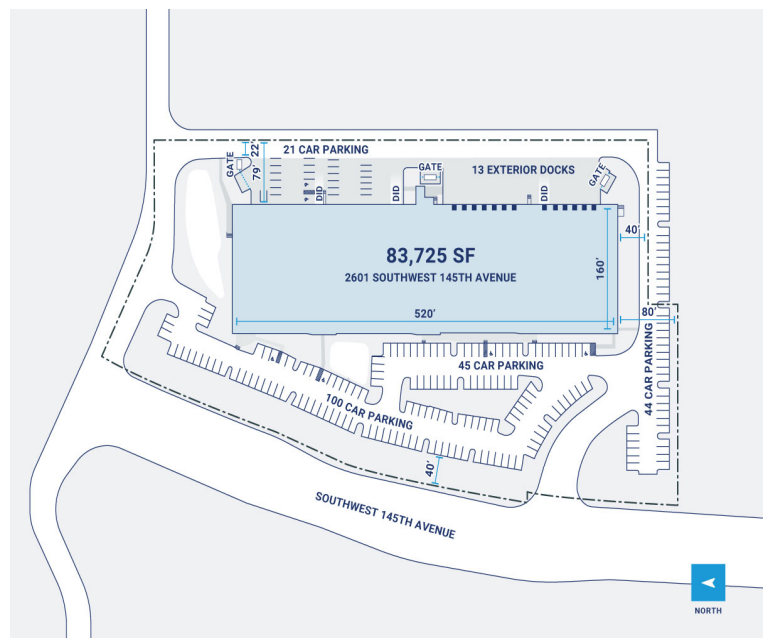 21 CAR PARKING
22'
79'
GATE
GATE
13 EXTERIOR DOCKS
GATE
DID
DID
DID
40'
83,725 SF
2601 SOUTHWEST 145TH AVENUE
160'
520'
80'
45 CAR PARKING
44 CAR PARKING
100 CAR PARKING
40'
SOUTHWEST 145TH AVENUE
NORTH